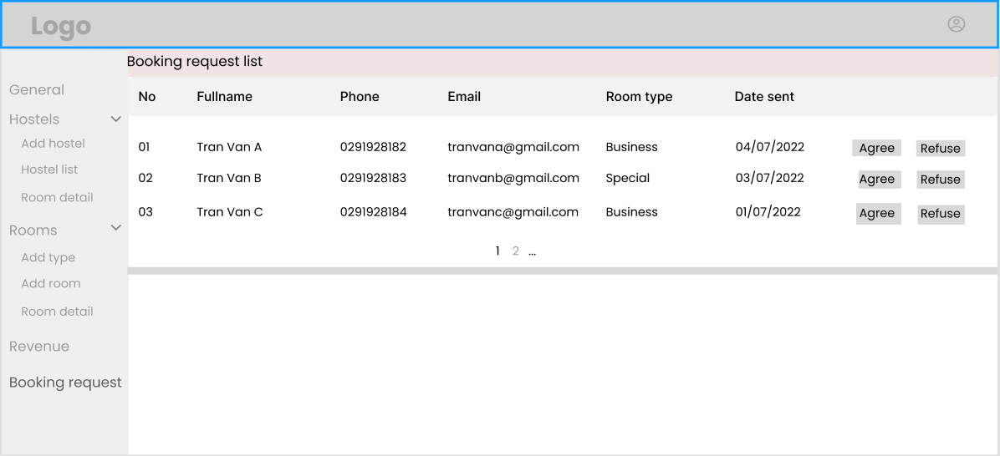 Logo
Booking request list
General
Hostels
Add hostel
Hostel list
Room detail
Rooms
Add type
Add room
Room detail
Revenue
Booking request
No Fullname Phone Email Room type Date sent
01 Tran Van A 0291928182 tranvana@gmail.com Business 04/07/2022 Agree Refuse
02 Tran Van B 0291928183 tranvanb@gmail.com Special 03/07/2022 Agree Refuse
03 Tran Van C 0291928184 tranvanc@gmail.com Business 01/07/2022 Agree Refuse
1 2 ...